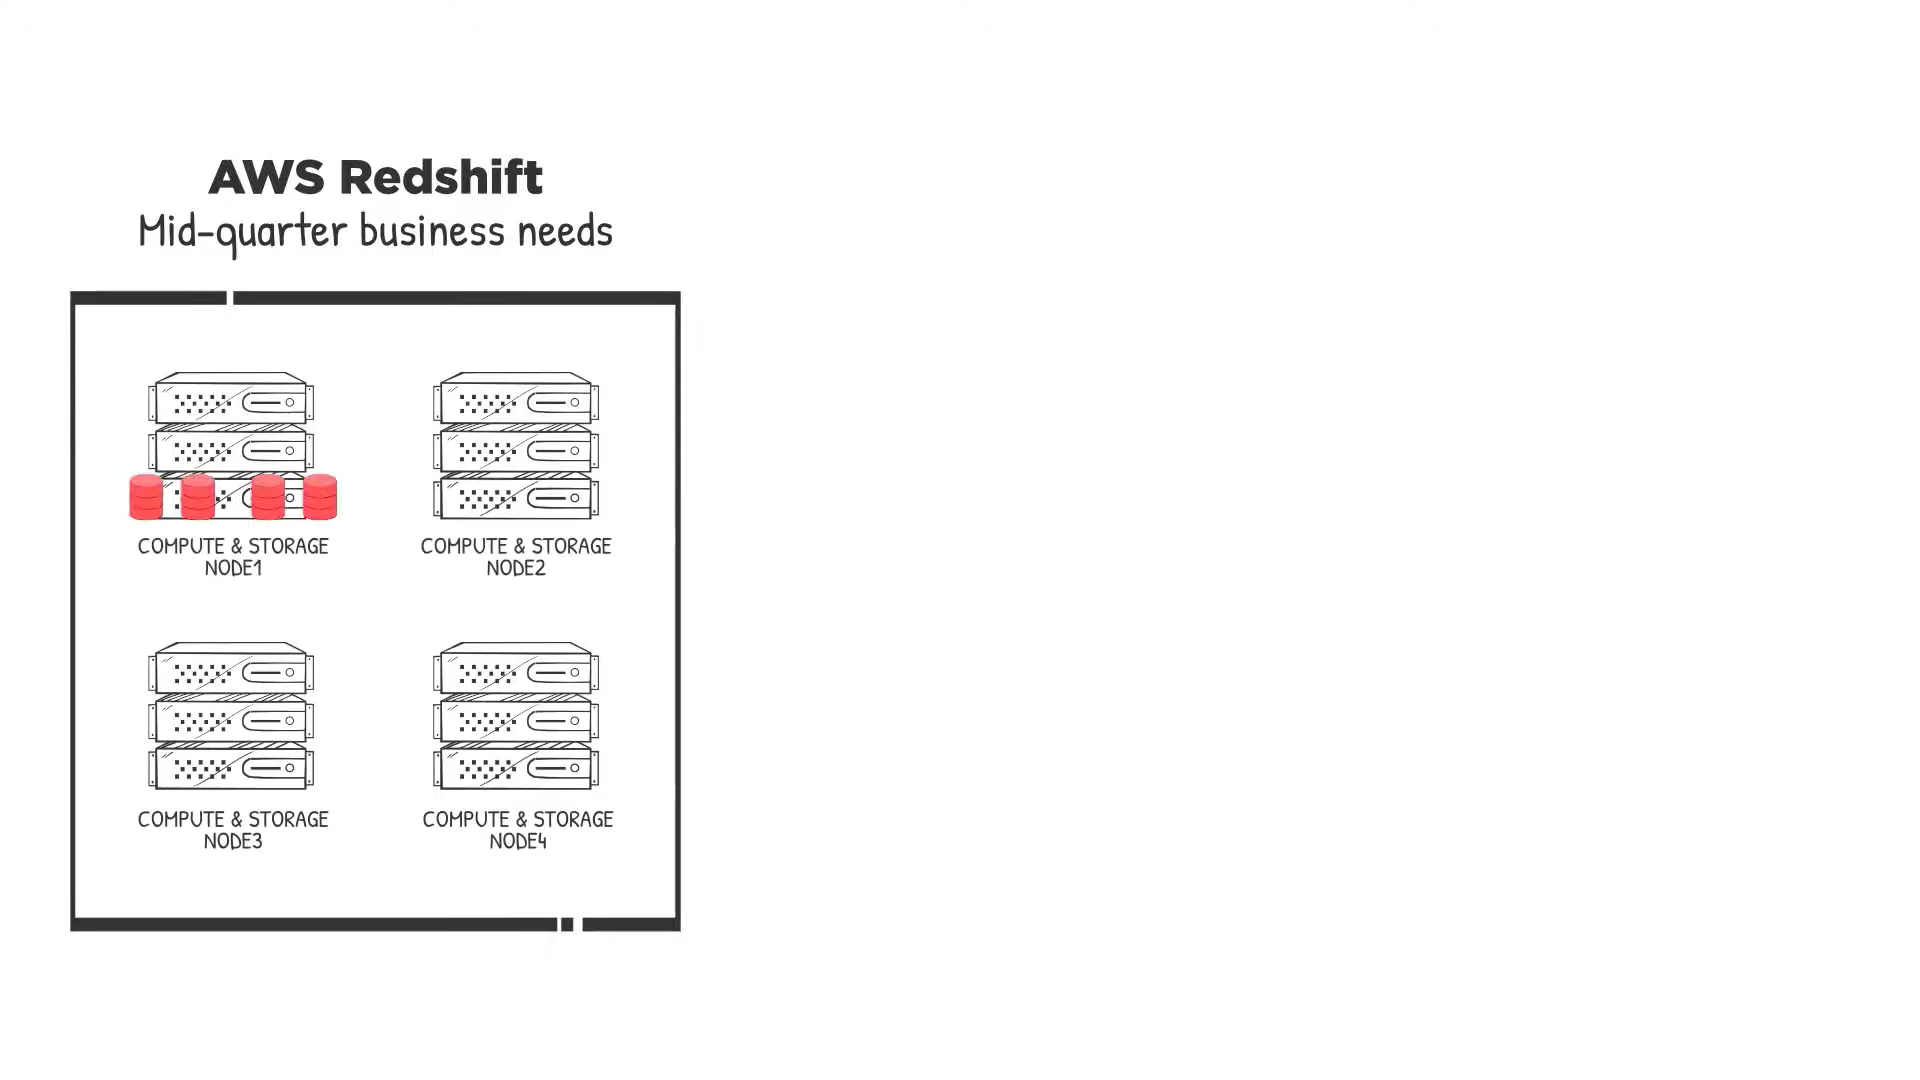 AWS Redshift
Mid-quarter business needs
COMPUTE & STORAGE
NODE1
COMPUTE & STORAGE
NODE2
COMPUTE & STORAGE
NODE3
COMPUTE & STORAGE
NODE4